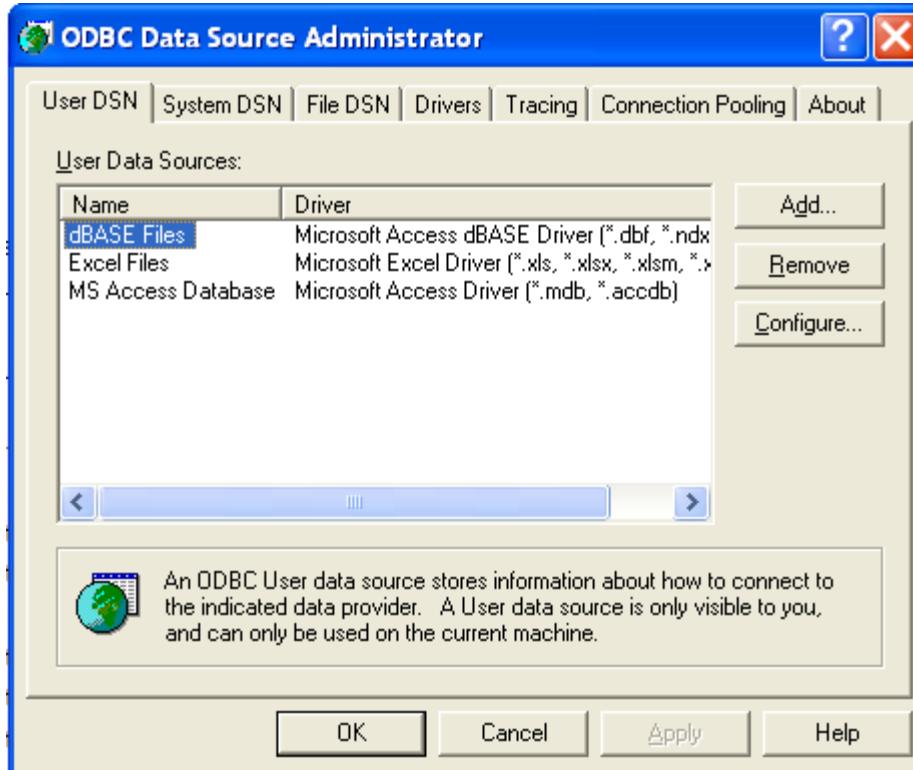 ODBC Data Source Administrator
User DSN System DSN File DSN Drivers Tracing Connection Pooling About
User Data Sources:
Name Driver
dBASE Files Microsoft Access dBASE Driver (*.dbf, *.ndx
Excel Files Microsoft Excel Driver (*.xls, *.xlsx, *.xlsm, *.x
MS Access Database Microsoft Access Driver (*.mdb, *.accdb)
Add...
Remove
Configure...
An ODBC User data source stores information about how to connect to
the indicated data provider. A User data source is only visible to you,
and can only be used on the current machine.
OK Cancel Apply Help